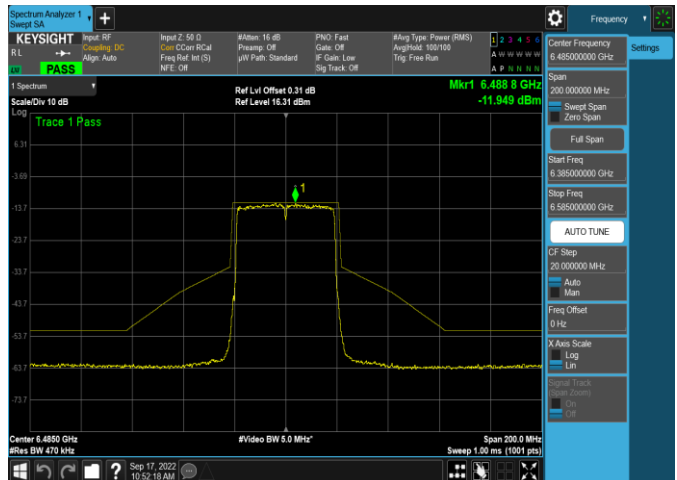 Spectrum Analyzer 1
Swept SA
Frequency
KEYSIGHT
RL
LV
PASS
Input: RF
Coupling: DC
Align: Auto
Input Z: 50 Ω
Corr CCorr RCal
Freq Ref: Int (S)
NFE: Off
#Atten: 16 dB
Preamp: Off
µW Path: Standard
PNO: Fast
Gate: Off
IF Gain: Low
Sig Track: Off
#Avg Type: Power (RMS)
Avg|Hold: 100/100
Trig: Free Run
1 2 3 4 5 6
A W W W W W
A P N N N N
1 Spectrum
Scale/Div 10 dB
Log
Ref Lvl Offset 0.31 dB
Ref Level 16.31 dBm
Mkr1 6.488 8 GHz
-11.949 dBm
Trace 1 Pass
1
6.31
-3.69
-13.7
-23.7
-33.7
-43.7
-53.7
-63.7
-73.7
Center 6.4850 GHz
#Res BW 470 kHz
#Video BW 5.0 MHz*
Span 200.0 MHz
Sweep 1.00 ms (1001 pts)
Sep 17, 2022
10:52:18 AM
Settings
Center Frequency
6.485000000 GHz
Span
200.000000 MHz
Swept Span
Zero Span
Full Span
Start Freq
6.385000000 GHz
Stop Freq
6.585000000 GHz
AUTO TUNE
CF Step
20.000000 MHz
Auto
Man
Freq Offset
0 Hz
X Axis Scale
Log
Lin
Signal Track
(Span Zoom)
On
Off